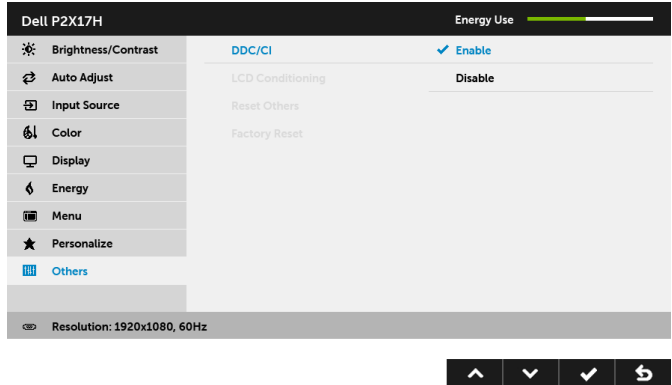 Dell P2X17H
Energy Use
Brightness/Contrast
DDC/CI
Enable
Auto Adjust
LCD Conditioning
Disable
Input Source
Reset Others
Color
Factory Reset
Display
Energy
Menu
Personalize
Others
Resolution: 1920x1080, 60Hz